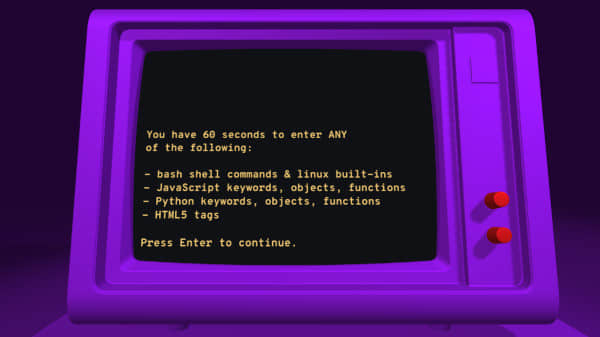 You have 60 seconds to enter ANY
of the following:
- bash shell commands & linux built-ins
- JavaScript keywords, objects, functions
- Python keywords, objects, functions
- HTML5 tags
Press Enter to continue.